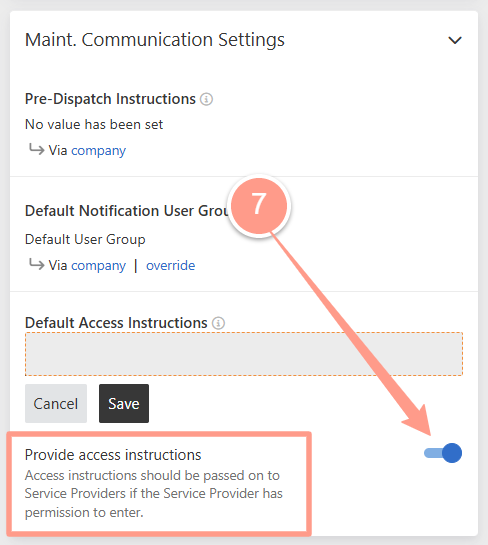 Maint. Communication Settings
Pre-Dispatch Instructions
No value has been set
Via company
7
Default Notification User Grou
Default User Group
Via company | override
Default Access Instructions
Cancel Save
Provide access instructions
Access instructions should be passed on to
Service Providers if the Service Provider has
permission to enter.